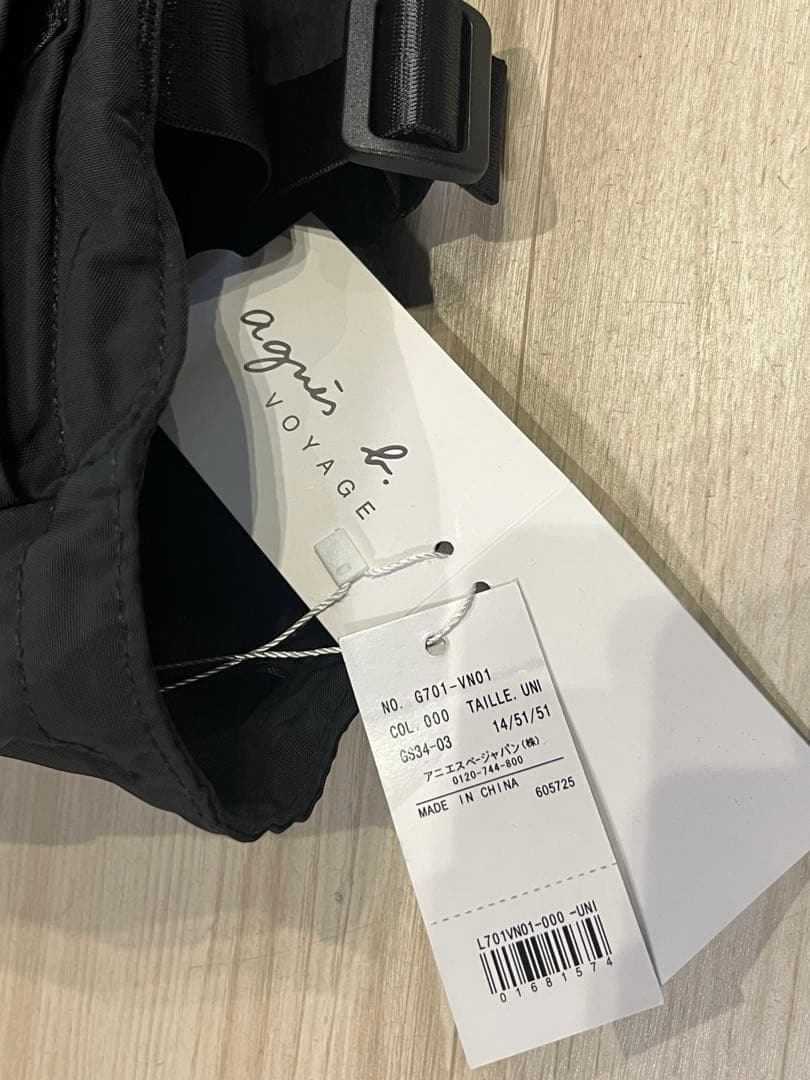 agnès b.
VOYAGE
NO. G701-VN01
COL. 000 TAILLE. UNI
GS34-03 14/51/51
アニエスベージャパン(株)
0120-744-800
MADE IN CHINA 605725
L701VN01-000 -UNI
01681574